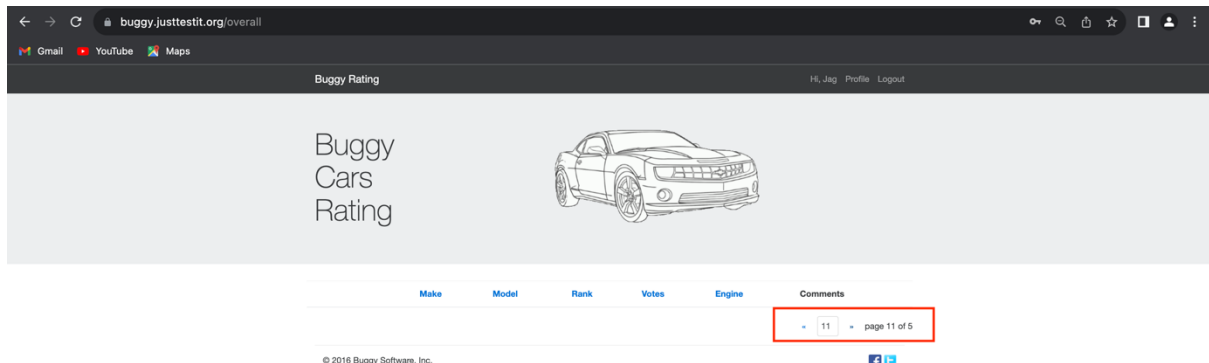 buggy.justtestit.org/overall
Gmail YouTube Maps
Buggy Rating Hi, Jag Profile Logout
Buggy
Cars
Rating
Make Model Rank Votes Engine Comments
« 11 » page 11 of 5
© 2016 Buggy Software, Inc.